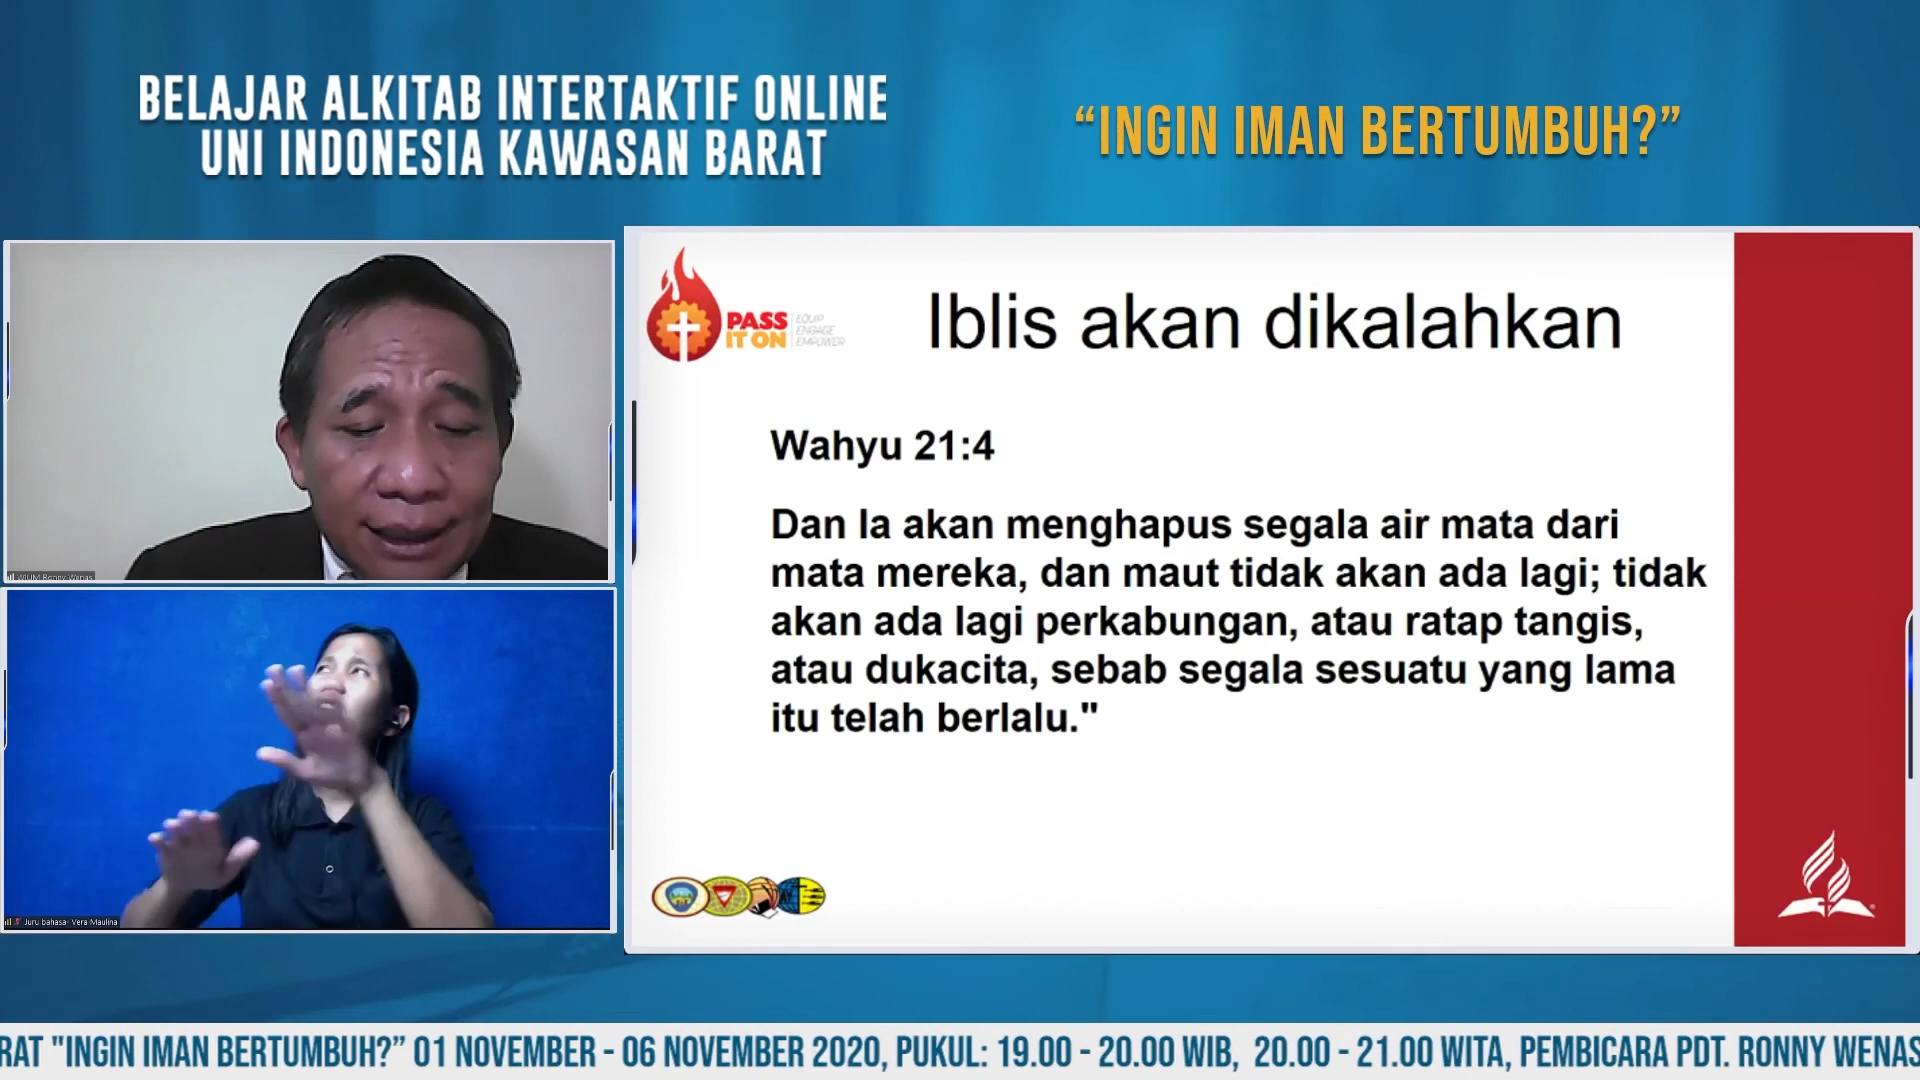 BELAJAR ALKITAB INTERTAKTIF ONLINE
UNI INDONESIA KAWASAN BARAT
“INGIN IMAN BERTUMBUH?”
PASS
IT ON
EQUIP
ENGAGE
EMPOWER
Iblis akan dikalahkan
Wahyu 21:4
Dan Ia akan menghapus segala air mata dari
mata mereka, dan maut tidak akan ada lagi; tidak
akan ada lagi perkabungan, atau ratap tangis,
atau dukacita, sebab segala sesuatu yang lama
itu telah berlalu."
WIUM Ronny Wenas
Juru bahasa- Vera Maulina
RAT "INGIN IMAN BERTUMBUH?” 01 NOVEMBER - 06 NOVEMBER 2020, PUKUL: 19.00 - 20.00 WIB, 20.00 - 21.00 WITA, PEMBICARA PDT. RONNY WENAS